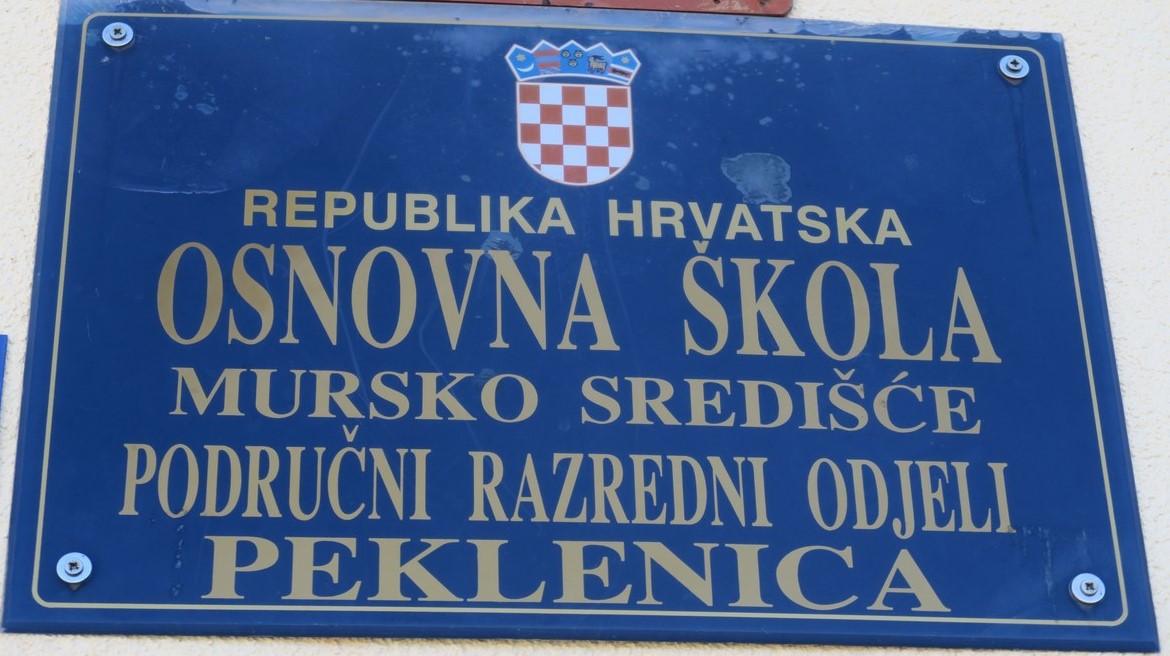 REPUBLIKA HRVATSKA
OSNOVNA ŠKOLA
MURSKO SREDIŠĆE
PODRUČNI RAZREDNI ODJELI
PEKLENICA